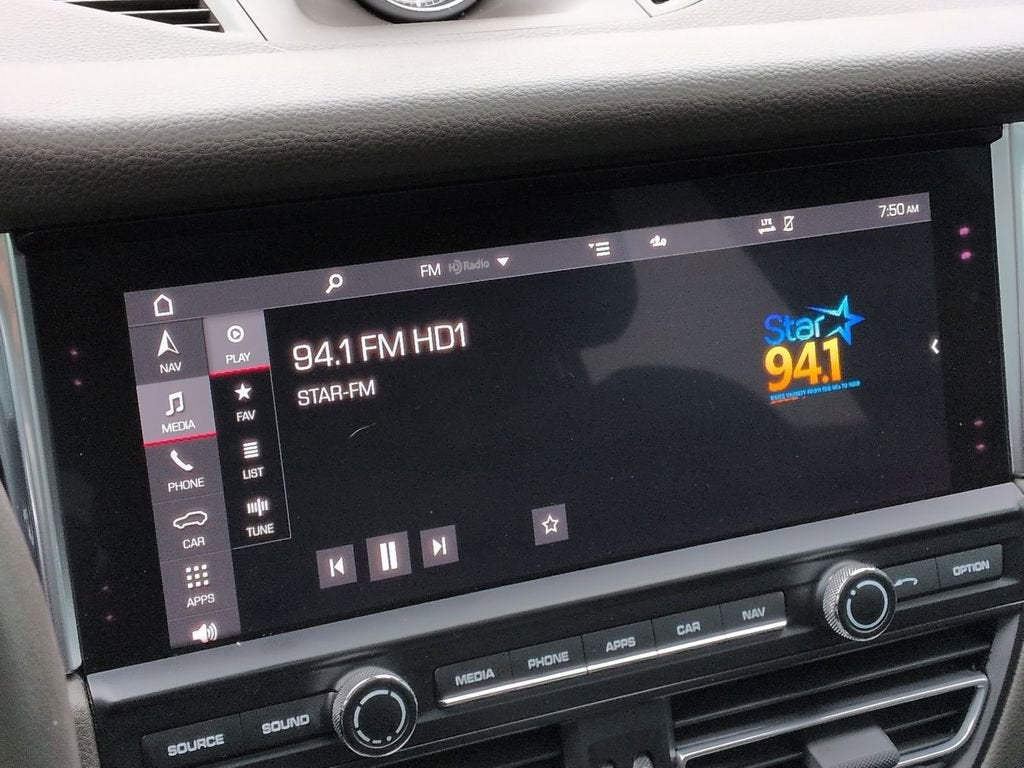 7:50 AM
LTE
FM HD Radio
NAV
PLAY
94.1 FM HD1
STAR-FM
Star
94.1
MEDIA
FAV
PHONE
LIST
CAR
TUNE
APPS
SOURCE
SOUND
MEDIA
PHONE
APPS
CAR
NAV
OPTION